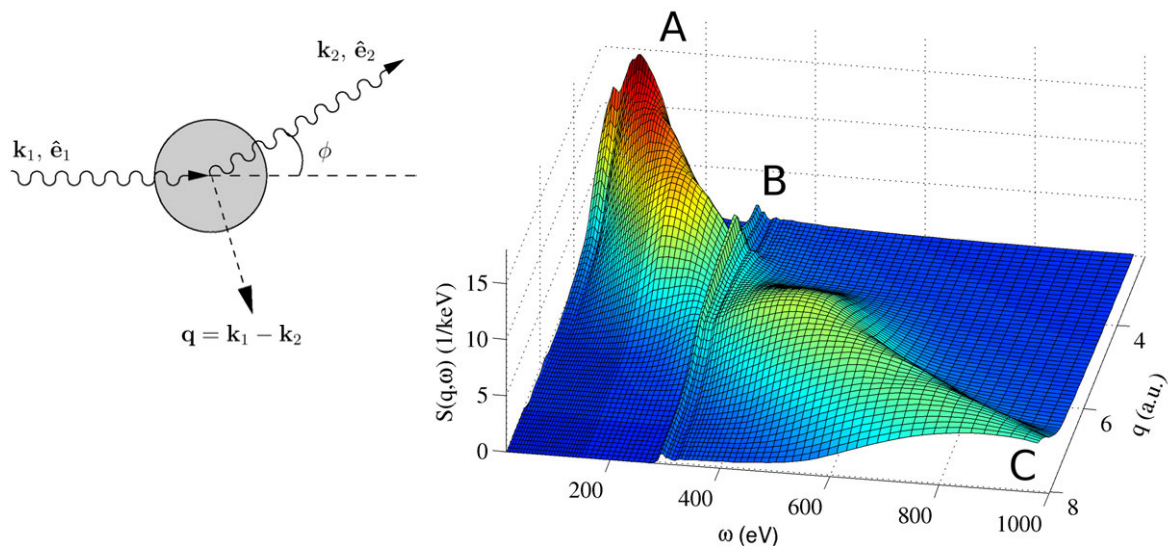 k₂, ê₂
k₁, ê₁
ϕ
q = k₁ − k₂
A
B
C
S(q,ω) (1/keV)
15
10
5
0
200
400
600
800
1000
ω (eV)
4
6
8
q (a.u.)